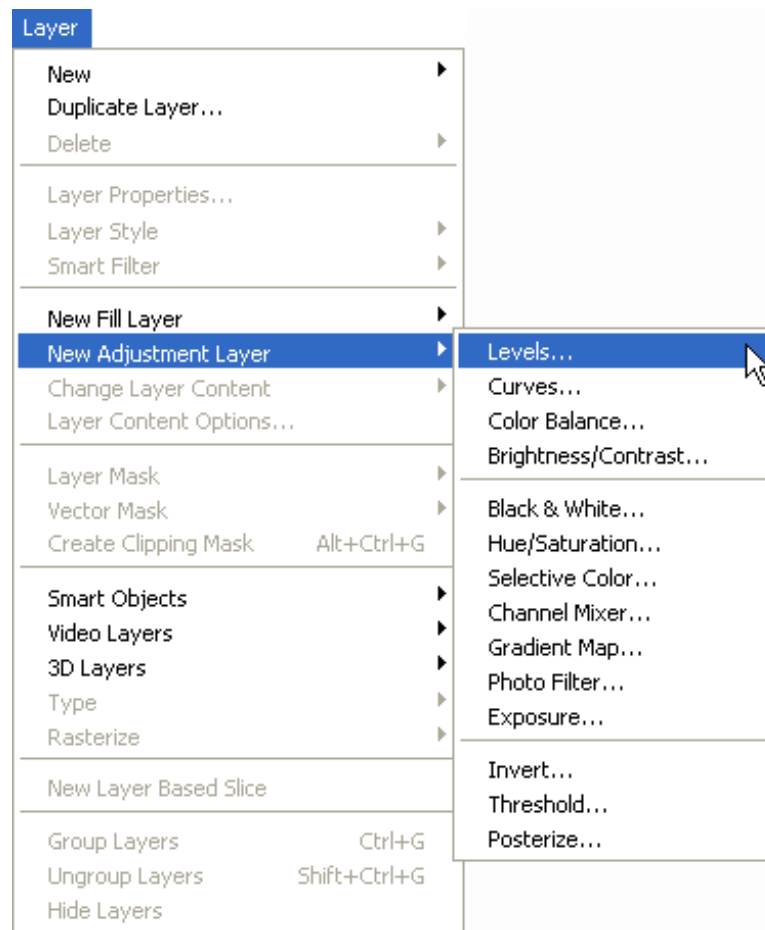 Layer
New
Duplicate Layer...
Delete
Layer Properties...
Layer Style
Smart Filter
New Fill Layer
New Adjustment Layer
Change Layer Content
Layer Content Options...
Layer Mask
Vector Mask
Create Clipping Mask Alt+Ctrl+G
Smart Objects
Video Layers
3D Layers
Type
Rasterize
New Layer Based Slice
Group Layers Ctrl+G
Ungroup Layers Shift+Ctrl+G
Hide Layers
Levels...
Curves...
Color Balance...
Brightness/Contrast...
Black & White...
Hue/Saturation...
Selective Color...
Channel Mixer...
Gradient Map...
Photo Filter...
Exposure...
Invert...
Threshold...
Posterize...